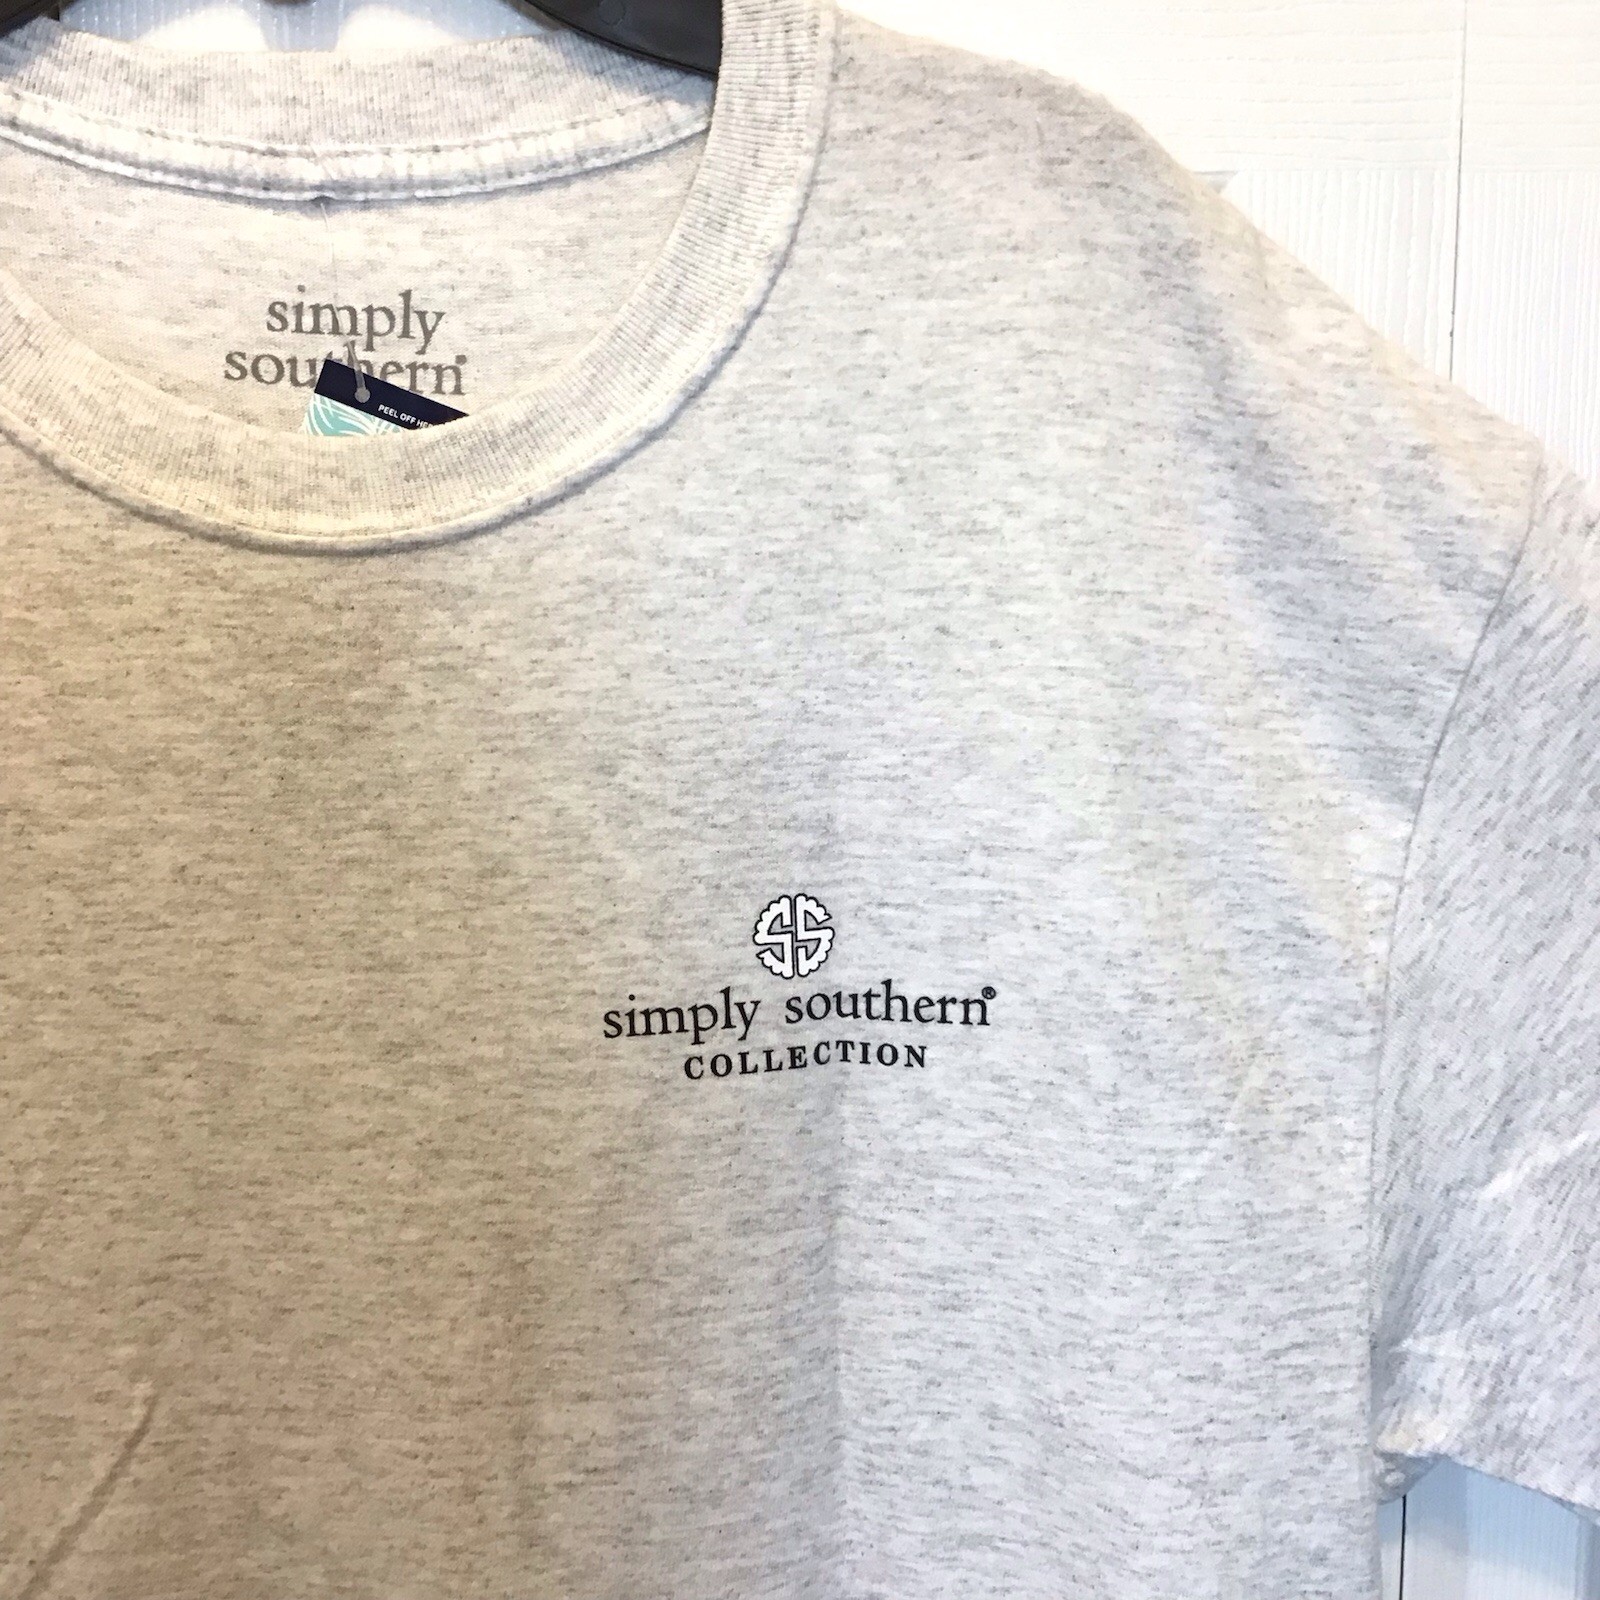 simply
southern®
PEEL OFF
SS
simply southern®
COLLECTION